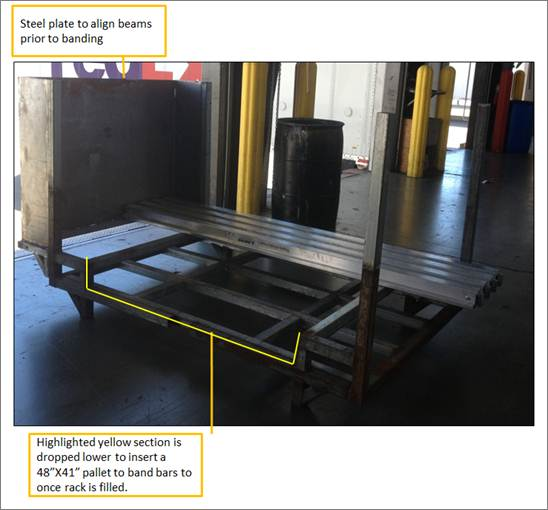 Steel plate to align beams
prior to banding
Highlighted yellow section is
dropped lower to insert a
48”X41” pallet to band bars to
once rack is filled.